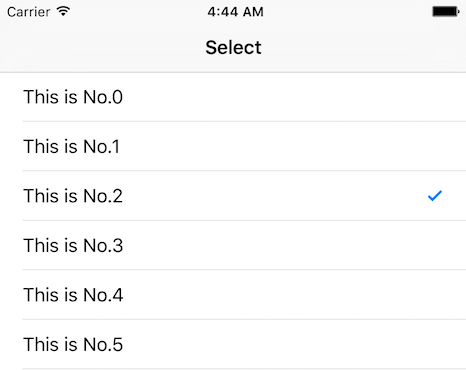 Carrier 4:44 AM
Select
This is No.0
This is No.1
This is No.2
This is No.3
This is No.4
This is No.5